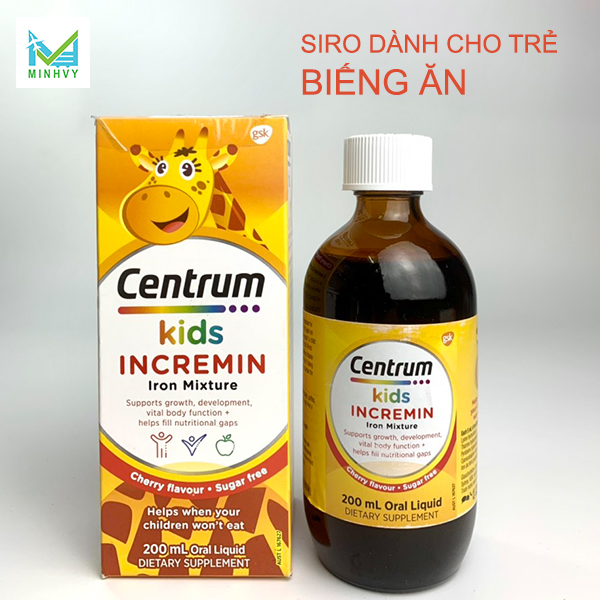 MINHVY
SIRO DÀNH CHO TRẺ
BIẾNG ĂN
gsk
Centrum
kids
INCREMIN
Iron Mixture
Supports growth, development,
vital body function +
helps fill nutritional gaps
Cherry flavour • Sugar free
Helps when your
children won't eat
200 mL Oral Liquid
DIETARY SUPPLEMENT
AUST L 167627
gsk
Centrum
kids
INCREMIN
Iron Mixture
Supports growth, development,
vital body function +
helps fill nutritional gaps
Cherry flavour • Sugar free
200 mL Oral Liquid
DIETARY SUPPLEMENT